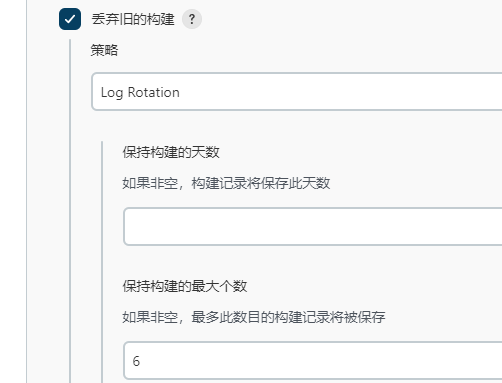 丢弃旧的构建 ?
策略
Log Rotation
保持构建的天数
如果非空，构建记录将保存此天数
保持构建的最大个数
如果非空，最多此数目的构建记录将被保存
6